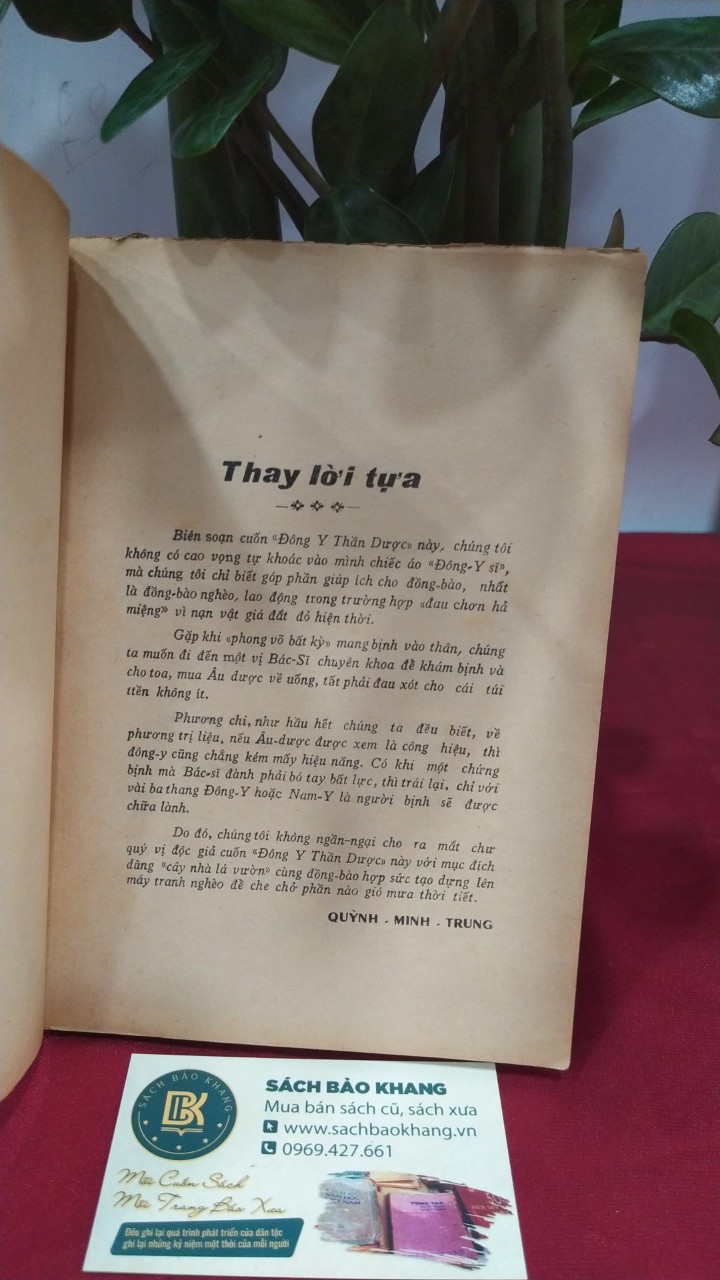 Thay lời tựa
Biên soạn cuốn «Đông Y Thần Dược» này, chúng tôi
không có cao vọng tự khoác vào mình chiếc áo «Đông-Y sĩ»,
mà chúng tôi chỉ biết góp phần giúp ích cho đồng-bào, nhất
là đồng-bào nghèo, lao động trong trường hợp «đau chơn hả
miệng» vì nạn vật giá đắt đỏ hiện thời.
Gặp khi «phong võ bất kỳ» mang bịnh vào thân, chúng
ta muốn đi đến một vị Bác-Sĩ chuyên khoa để khám bịnh và
cho toa, mua Âu dược về uống, tất phải đau xót cho cái túi
tiền không ít.
Phương chi, như hầu hết chúng ta đều biết, về
phương trị liệu, nếu Âu-dược được xem là công hiệu, thì
đông-y cũng chẳng kém mấy hiệu năng. Có khi một chứng
bịnh mà Bác-sĩ đành phải bó tay bất lực, thì trái lại, chỉ với
vài ba thang Đông-Y hoặc Nam-Y là người bịnh sẽ được
chữa lành.
Do đó, chúng tôi không ngần-ngại cho ra mắt chư
quý vị độc giả cuốn «Đông Y Thần Dược» này với mục đích
dùng «cây nhà lá vườn» cùng đồng-bào hợp sức tạo dựng lên
mấy tranh nghèo để che chở phần nào gió mưa thời tiết.
QUỲNH - MINH - TRUNG
SÁCH BẢO KHANG
BK
SÁCH BẢO KHANG
Mua bán sách cũ, sách xưa
www.sachbaokhang.vn
0969.427.661
Mỗi Cuốn Sách
Mỗi Trang Báo Xưa
Đều ghi lại quá trình phát triển của dân tộc
ghi lại những kỷ niệm một thời của mỗi người